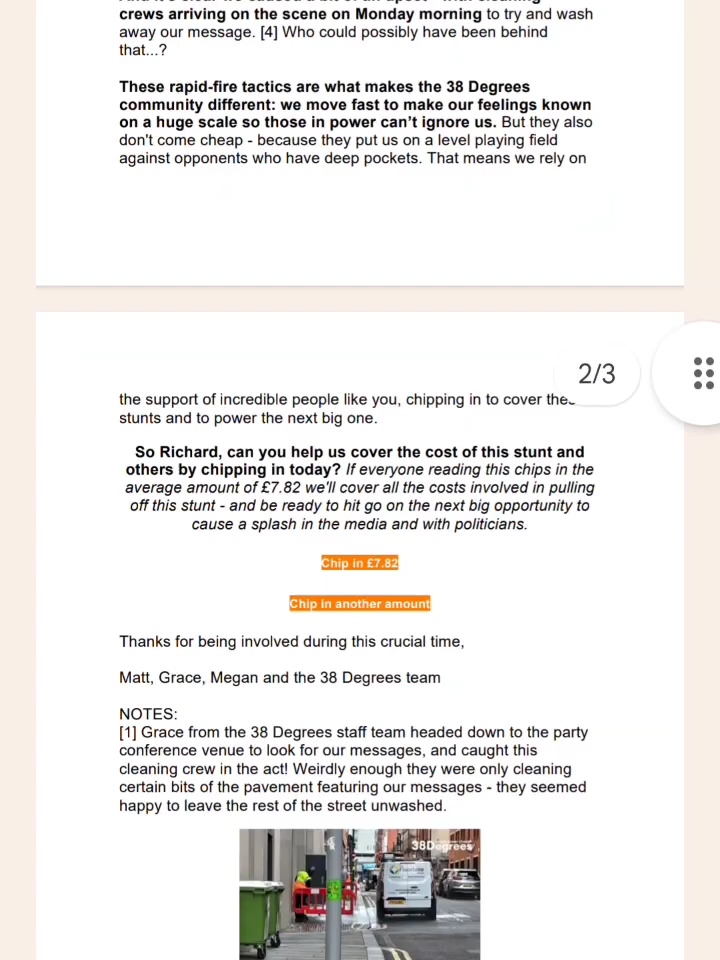 crews arriving on the scene on Monday morning to try and wash
away our message. [4] Who could possibly have been behind
that...?
These rapid-fire tactics are what makes the 38 Degrees
community different: we move fast to make our feelings known
on a huge scale so those in power can’t ignore us. But they also
don't come cheap - because they put us on a level playing field
against opponents who have deep pockets. That means we rely on
2/3
the support of incredible people like you, chipping in to cover
stunts and to power the next big one.
So Richard, can you help us cover the cost of this stunt and
others by chipping in today? If everyone reading this chips in the
average amount of £7.82 we'll cover all the costs involved in pulling
off this stunt - and be ready to hit go on the next big opportunity to
cause a splash in the media and with politicians.
Chip in £7.82
Chip in another amount
Thanks for being involved during this crucial time,
Matt, Grace, Megan and the 38 Degrees team
NOTES:
[1] Grace from the 38 Degrees staff team headed down to the party
conference venue to look for our messages, and caught this
cleaning crew in the act! Weirdly enough they were only cleaning
certain bits of the pavement featuring our messages - they seemed
happy to leave the rest of the street unwashed.
38Degrees